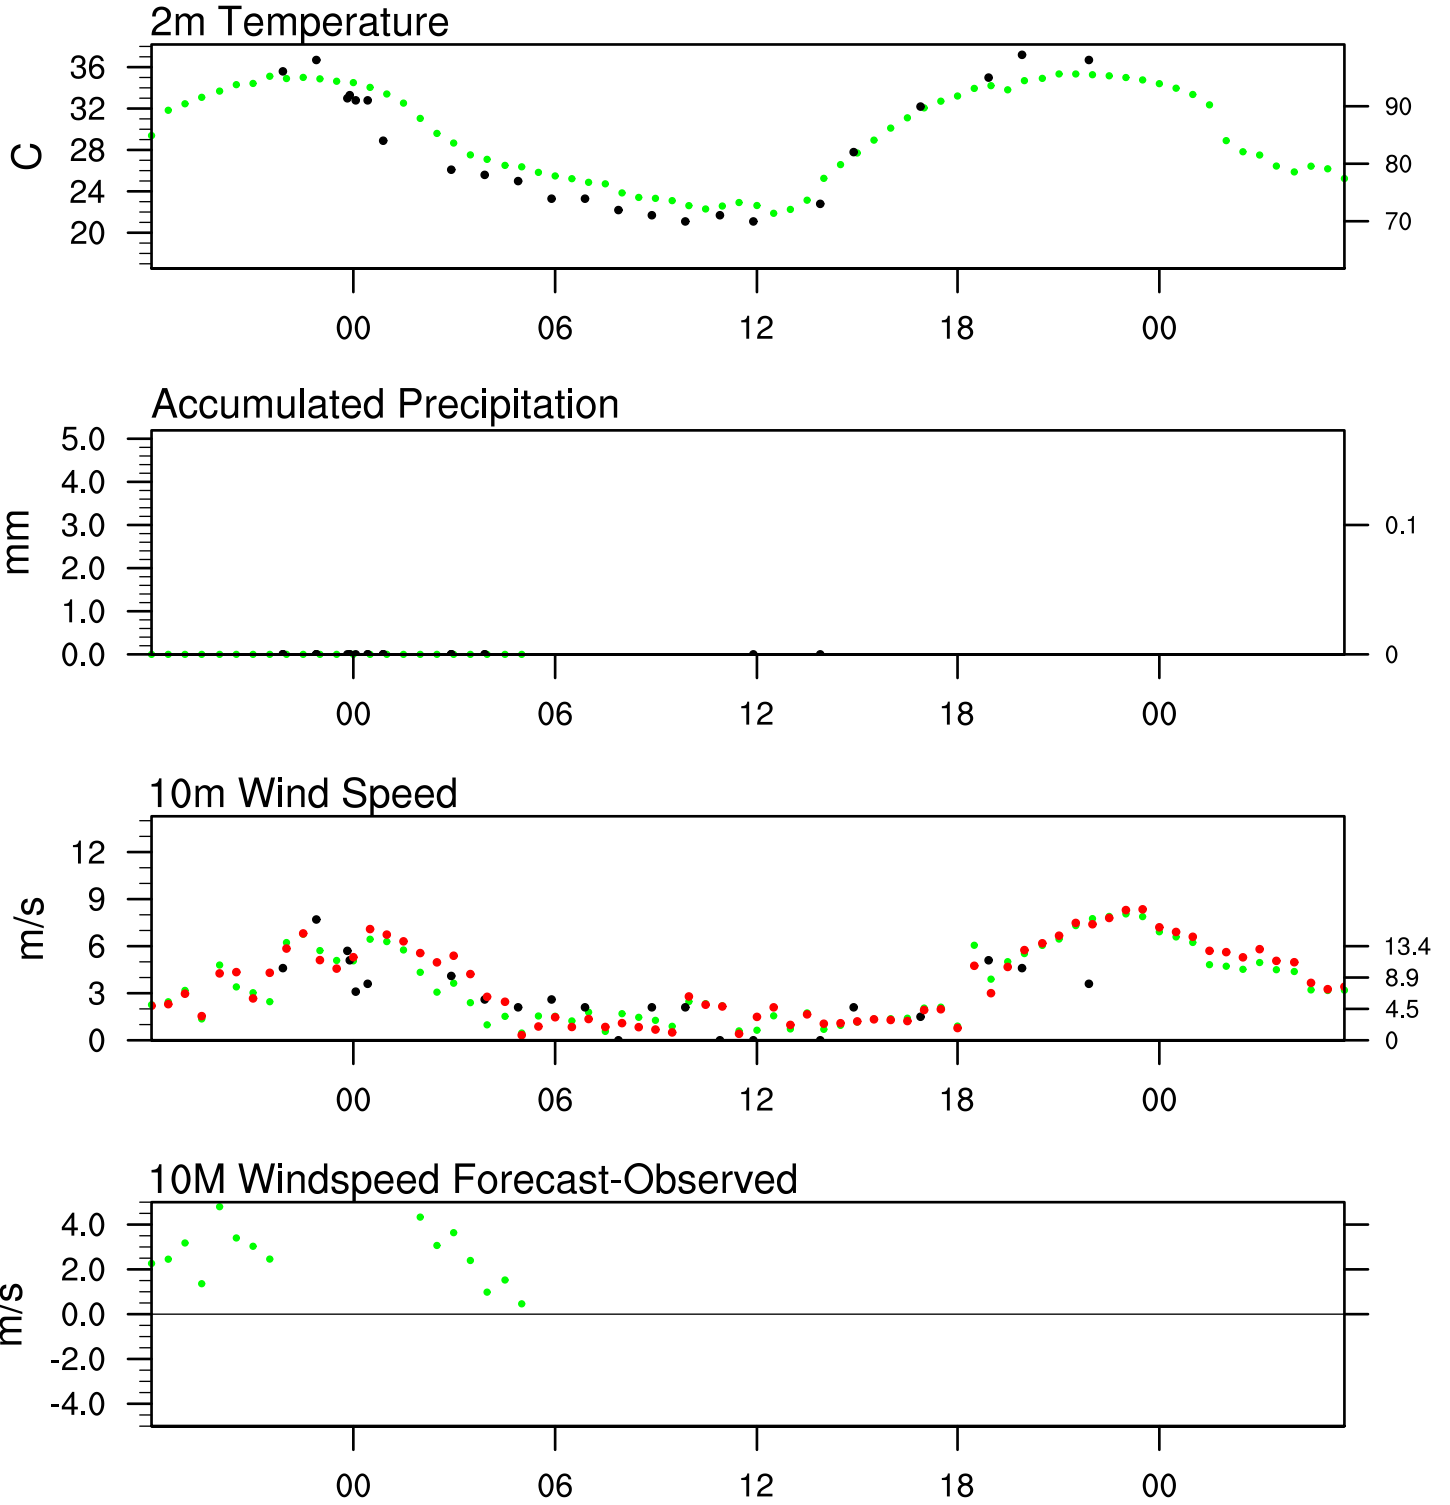 2m Temperature
C
36
32
28
24
20
90
80
70
00 06 12 18 00
Accumulated Precipitation
mm
5.0
4.0
3.0
2.0
1.0
0.0
0.1
0
00 06 12 18 00
10m Wind Speed
m/s
12
9
6
3
0
13.4
8.9
4.5
0
00 06 12 18 00
10M Windspeed Forecast-Observed
m/s
4.0
2.0
0.0
-2.0
-4.0
00 06 12 18 00